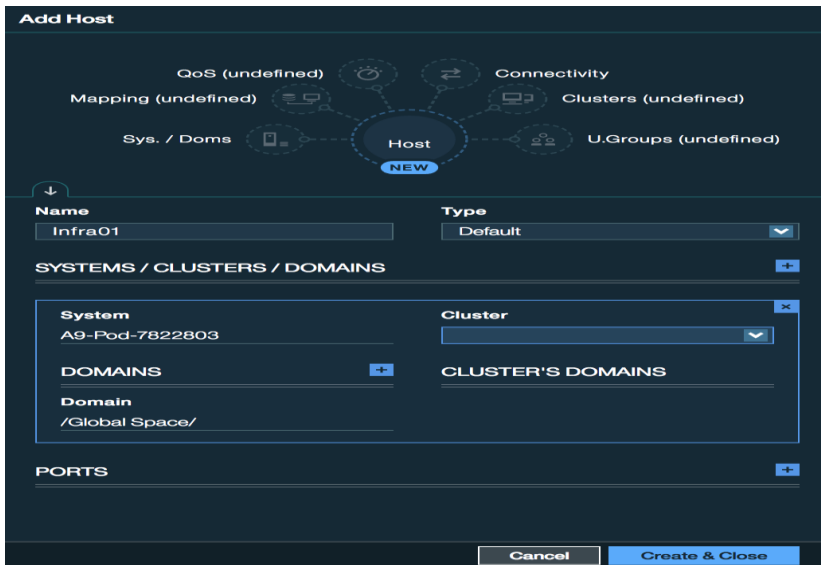 Add Host
QoS (undefined)
Connectivity
Mapping (undefined)
Clusters (undefined)
Sys. / Doms
Host
U.Groups (undefined)
NEW
Name
Type
Infra01
Default
SYSTEMS / CLUSTERS / DOMAINS
System
Cluster
A9-Pod-7822803
DOMAINS
CLUSTER'S DOMAINS
Domain
/Global Space/
PORTS
Cancel
Create & Close